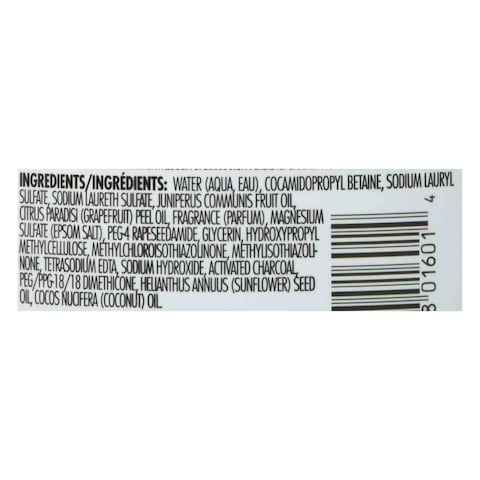 INGREDIENTS/INGRÉDIENTS: WATER (AQUA, EAU), COCAMIDOPROPYL BETAINE, SODIUM LAURYL
SULFATE, SODIUM LAURETH SULFATE, JUNIPERUS COMMUNIS FRUIT OIL,
CITRUS PARADISI (GRAPEFRUIT) PEEL OIL, FRAGRANCE (PARFUM), MAGNESIUM
SULFATE (EPSOM SALT), PEG-4 RAPESEEDAMIDE, GLYCERIN, HYDROXYPROPYL
METHYLCELLULOSE, METHYLCHLOROISOTHIAZOLINONE, METHYLISOTHIAZOLI-
NONE, TETRASODIUM EDTA, SODIUM HYDROXIDE, ACTIVATED CHARCOAL,
PEG/PPG-18/18 DIMETHICONE, HELIANTHUS ANNUUS (SUNFLOWER) SEED
OIL, COCOS NUCIFERA (COCONUT) OIL.
01601 4